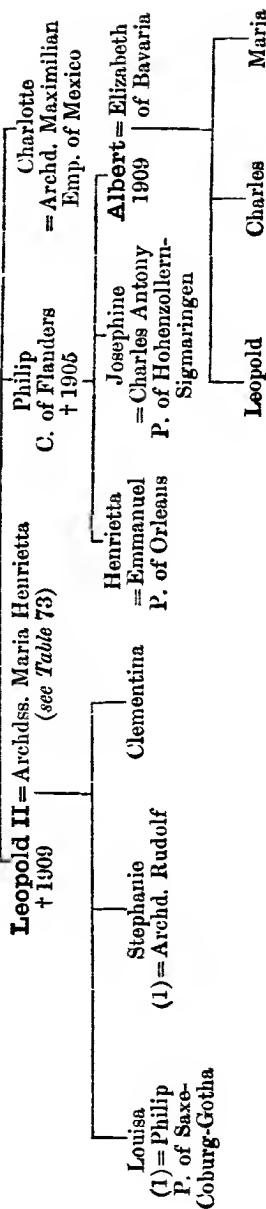 Leopold II = Archdss. Maria Henrietta
† 1909
(see Table 73)
Philip
C. of Flanders
† 1905
Charlotte
= Archd. Maximilian
Emp. of Mexico
Louisa
(1) = Philip
P. of Saxe-
Coburg-Gotha
Stephanie
(1) = Archd. Rudolf
Clementina
Henrietta
= Emmanuel
P. of Orleans
Josephine
= Charles Antony
P. of Hohenzollern-
Sigmaringen
Albert = Elizabeth
1909 of Bavaria
Leopold
Charles
Maria